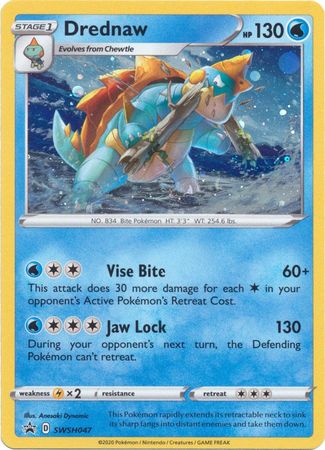 STAGE 1 Drednaw HP 130
Evolves from Chewtle
NO. 834 Bite Pokémon HT: 3'3" WT: 254.6 lbs.
Vise Bite 60+
This attack does 30 more damage for each in your
opponent's Active Pokémon's Retreat Cost.
Jaw Lock 130
During your opponent's next turn, the Defending
Pokémon can't retreat.
weakness ×2 resistance retreat
Illus. Anesaki Dynamic
D SWSH047
This Pokémon rapidly extends its retractable neck to sink
its sharp fangs into distant enemies and take them down.
©2020 Pokémon / Nintendo / Creatures / GAME FREAK